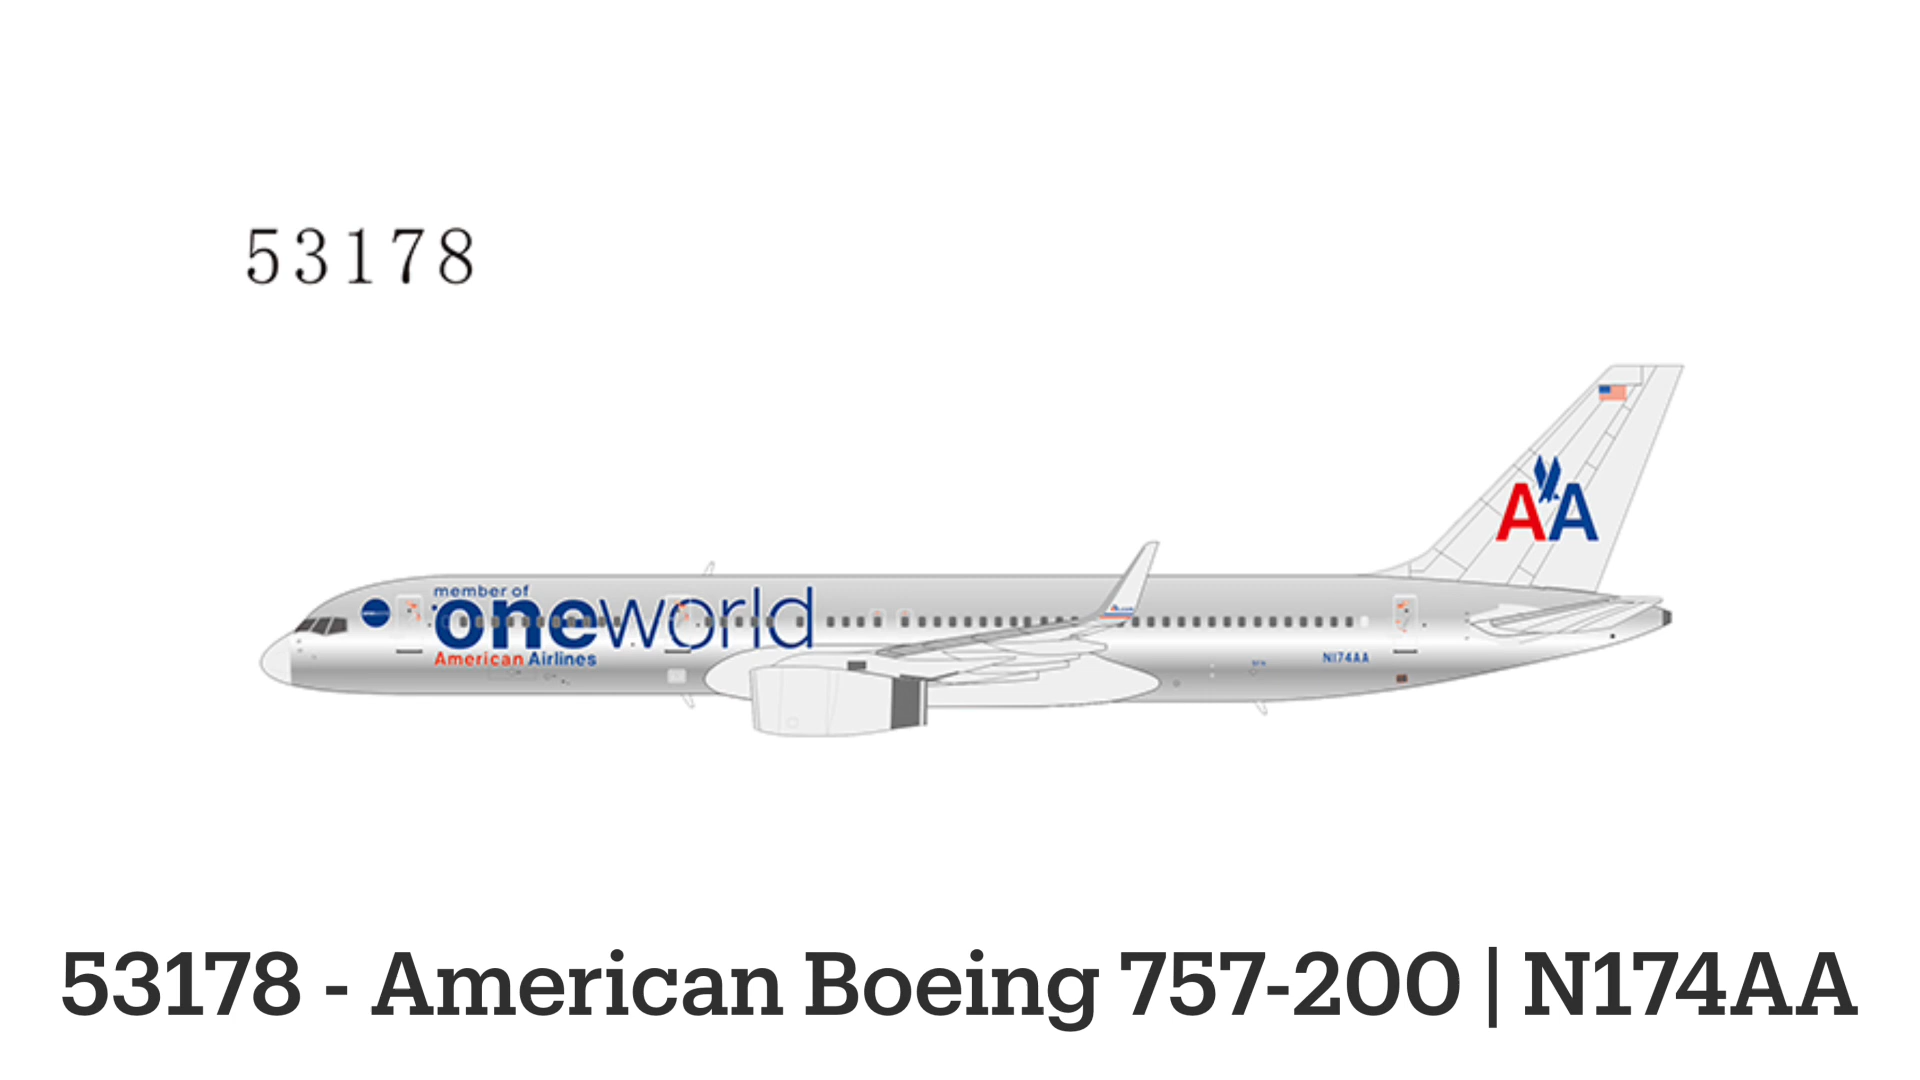 53178
member of
oneworld
American Airlines
N174AA
AA
53178 - American Boeing 757-200 | N174AA